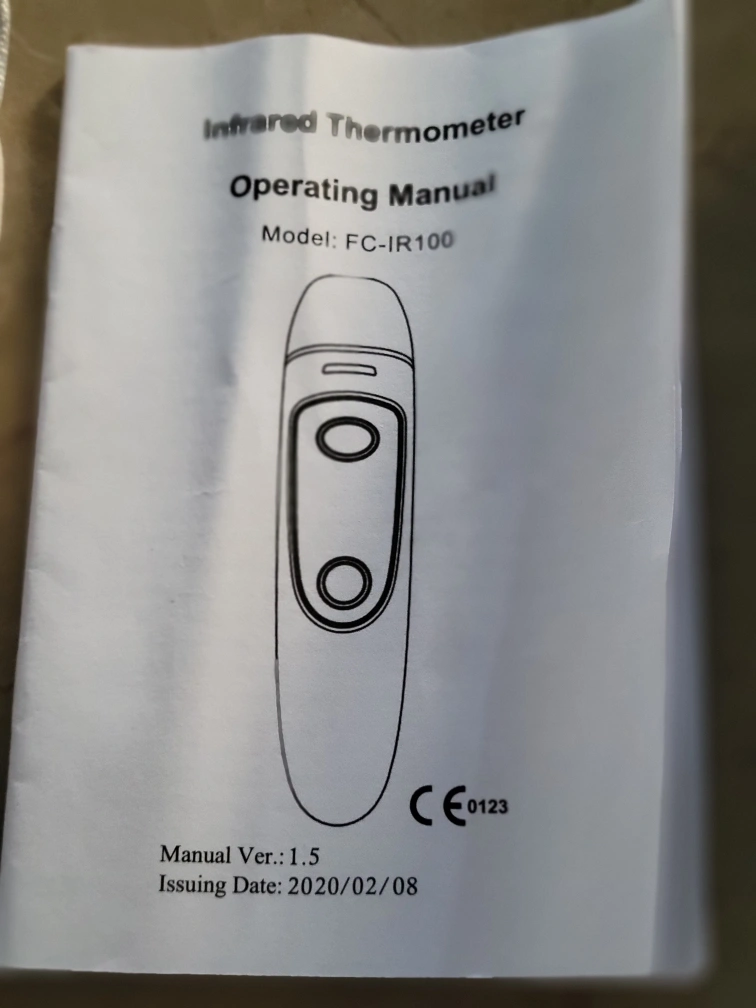 Infrared Thermometer
Operating Manual
Model: FC-IR100
CE 0123
Manual Ver.: 1.5
Issuing Date: 2020/02/08